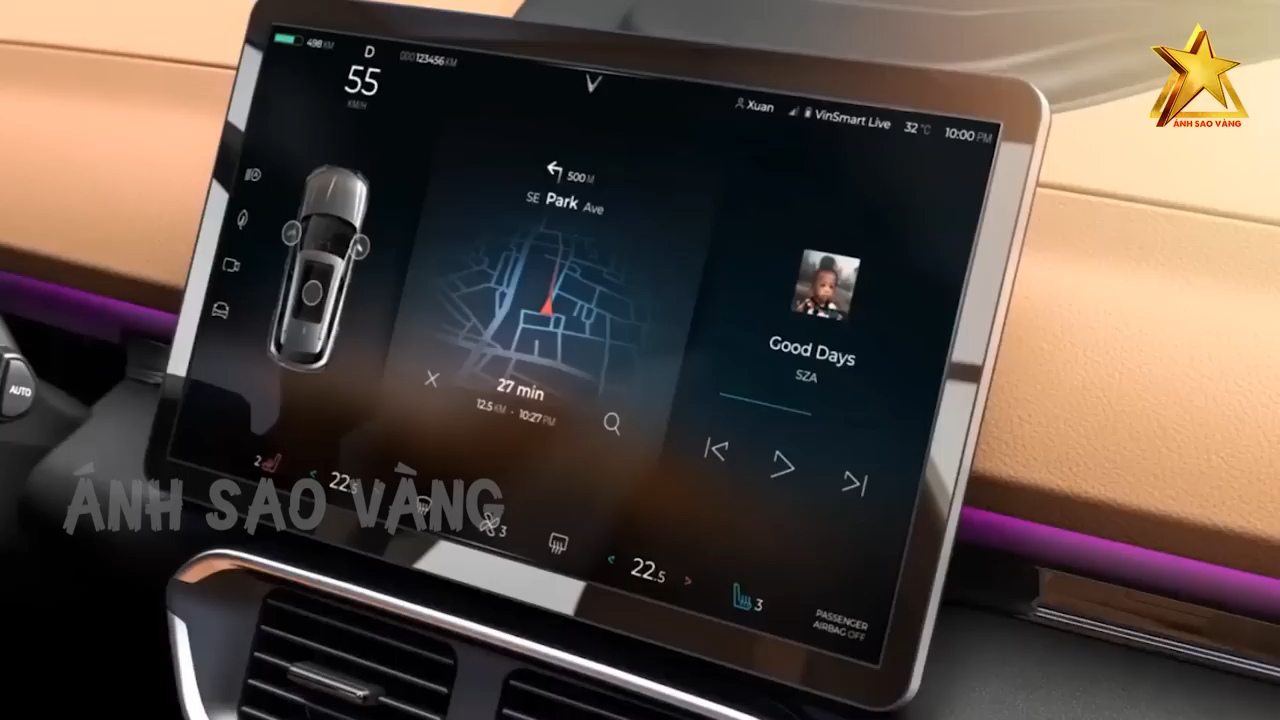 498 KM
D
55
KM/H
000123456 KM
Xuan
VinSmart Live
32 °C
10:00 PM
ÁNH SAO VÀNG
500 M
SE Park Ave
27 min
12.5 KM · 10:27 PM
Good Days
SZA
AUTO
2
< 22.5
3
< 22.5 >
3
PASSENGER
AIRBAG OFF
ÁNH SAO VÀNG